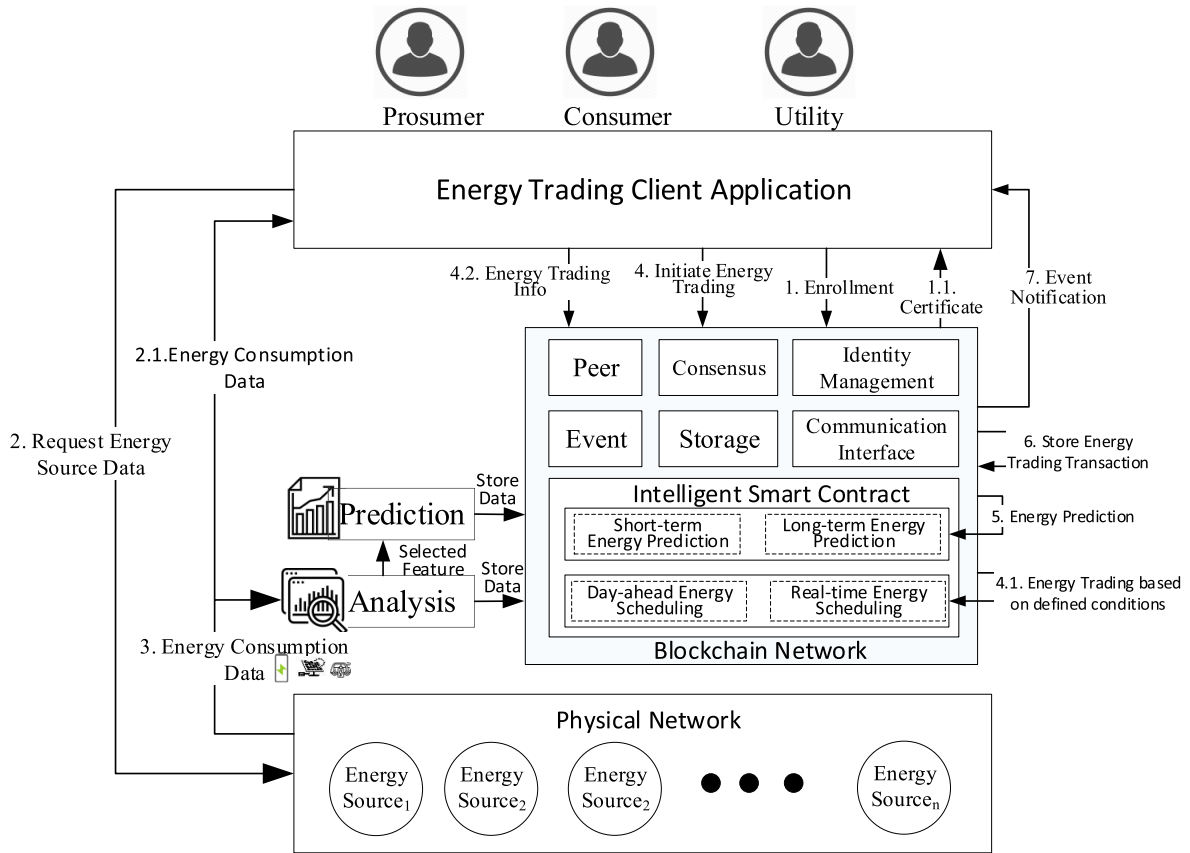 Prosumer
Consumer
Utility
Energy Trading Client Application
4.2. Energy Trading
Info
4. Initiate Energy
Trading
1. Enrollment
1.1.
Certificate
7. Event
Notification
2.1.Energy Consumption
Data
2. Request Energy
Source Data
Peer
Consensus
Identity
Management
Event
Storage
Communication
Interface
6. Store Energy
Trading Transaction
Intelligent Smart Contract
Short-term
Energy Prediction
Long-term Energy
Prediction
5. Energy Prediction
Store
Data
Prediction
Selected
Feature
Store
Data
Analysis
Day-ahead Energy
Scheduling
Real-time Energy
Scheduling
4.1. Energy Trading based
on defined conditions
Blockchain Network
3. Energy Consumption
Data
Physical Network
Energy
Source1
Energy
Source2
Energy
Source2
Energy
Sourcen